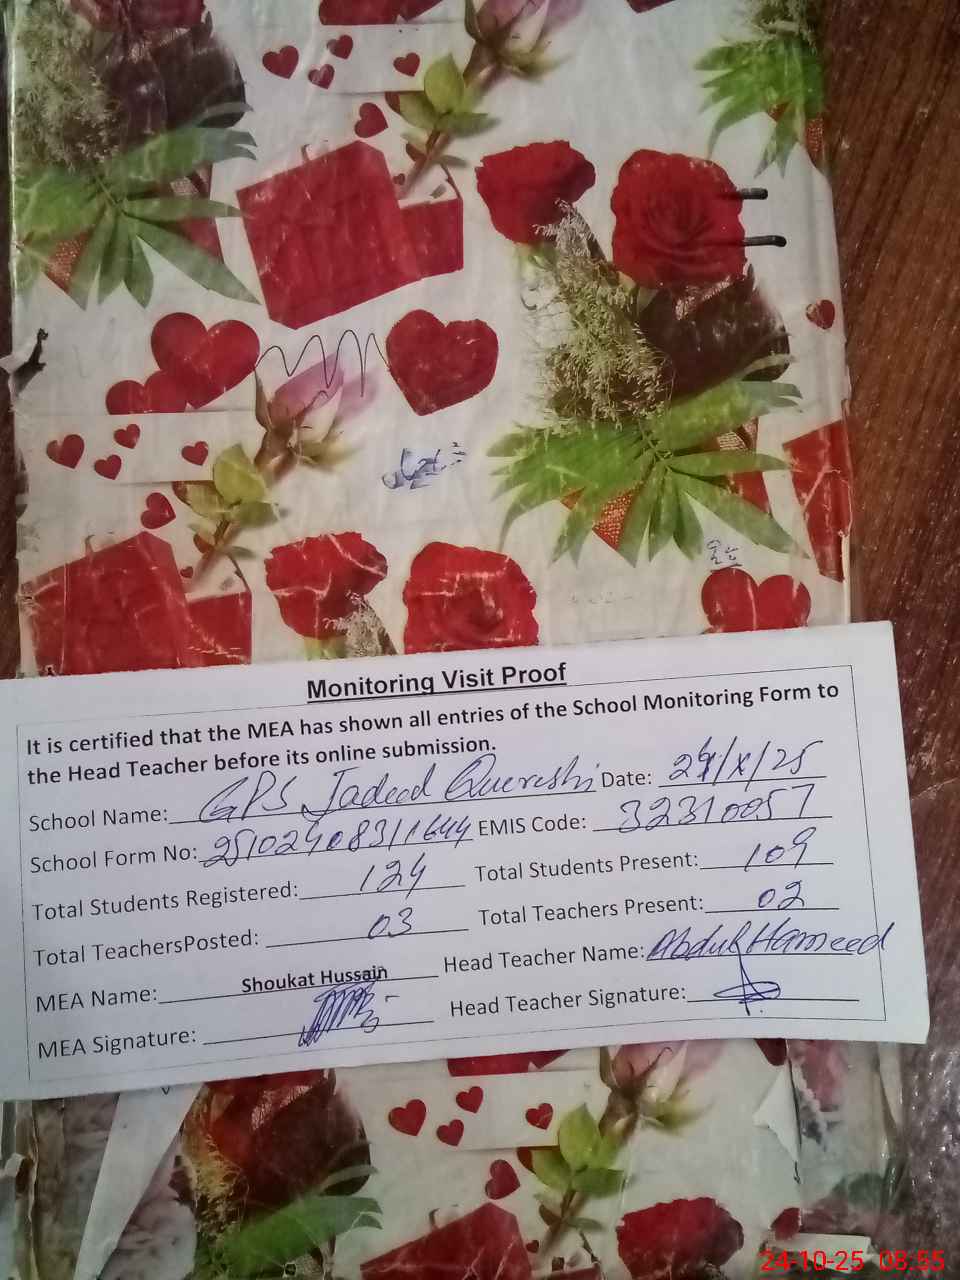 Monitoring Visit Proof
It is certified that the MEA has shown all entries of the School Monitoring Form to
the Head Teacher before its online submission.
School Name: GPS Jadeed Quereshi Date: 24/X/25
School Form No: EMIS Code: 32310057
Total Students Registered: 124 Total Students Present: 109
Total TeachersPosted: 03 Total Teachers Present: 02
MEA Name: Shoukat Hussain Head Teacher Name: Abdul Hameed
MEA Signature: Head Teacher Signature:
24-10-25 08:55